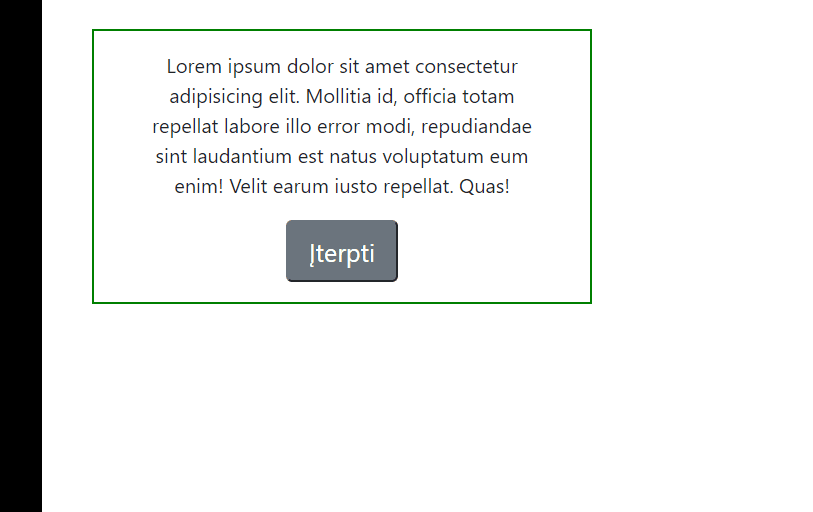 Lorem ipsum dolor sit amet consectetur
adipisicing elit. Mollitia id, officia totam
repellat labore illo error modi, repudiandae
sint laudantium est natus voluptatum eum
enim! Velit earum iusto repellat. Quas!
Įterpti